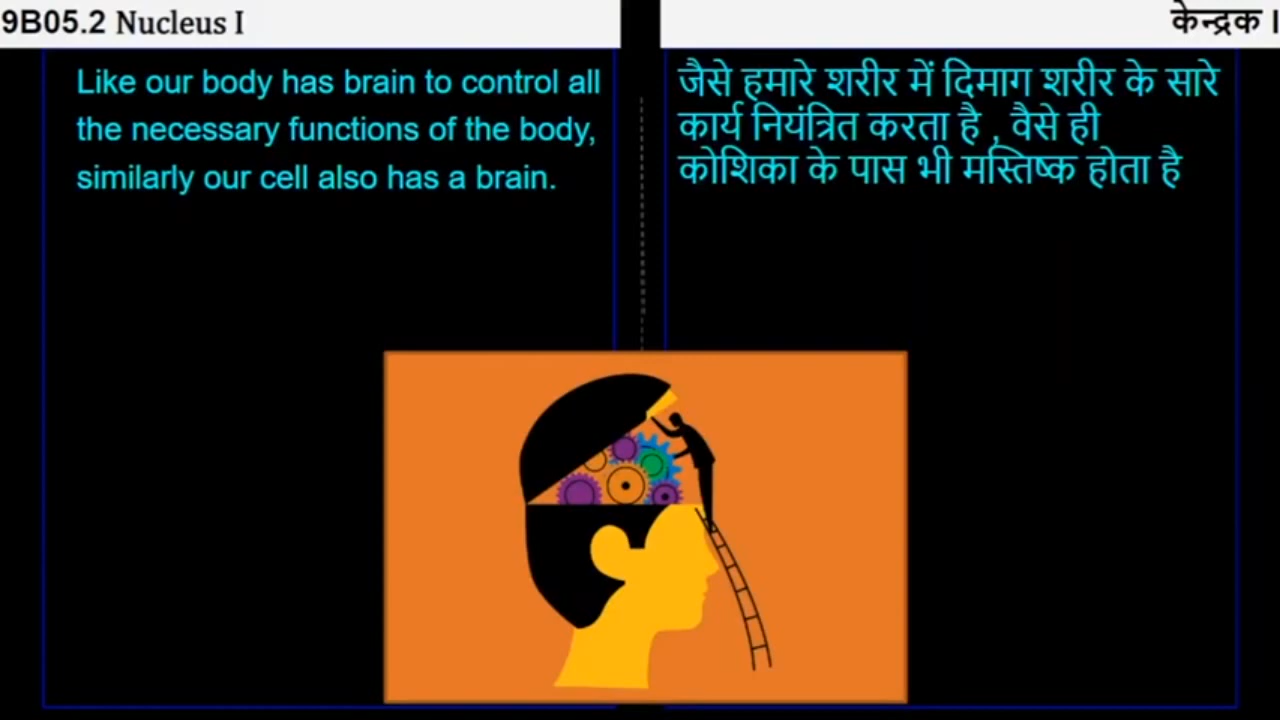 9B05.2 Nucleus I
केन्द्रक I
Like our body has brain to control all
the necessary functions of the body,
similarly our cell also has a brain.
जैसे हमारे शरीर में दिमाग शरीर के सारे
कार्य नियंत्रित करता है , वैसे ही
कोशिका के पास भी मस्तिष्क होता है